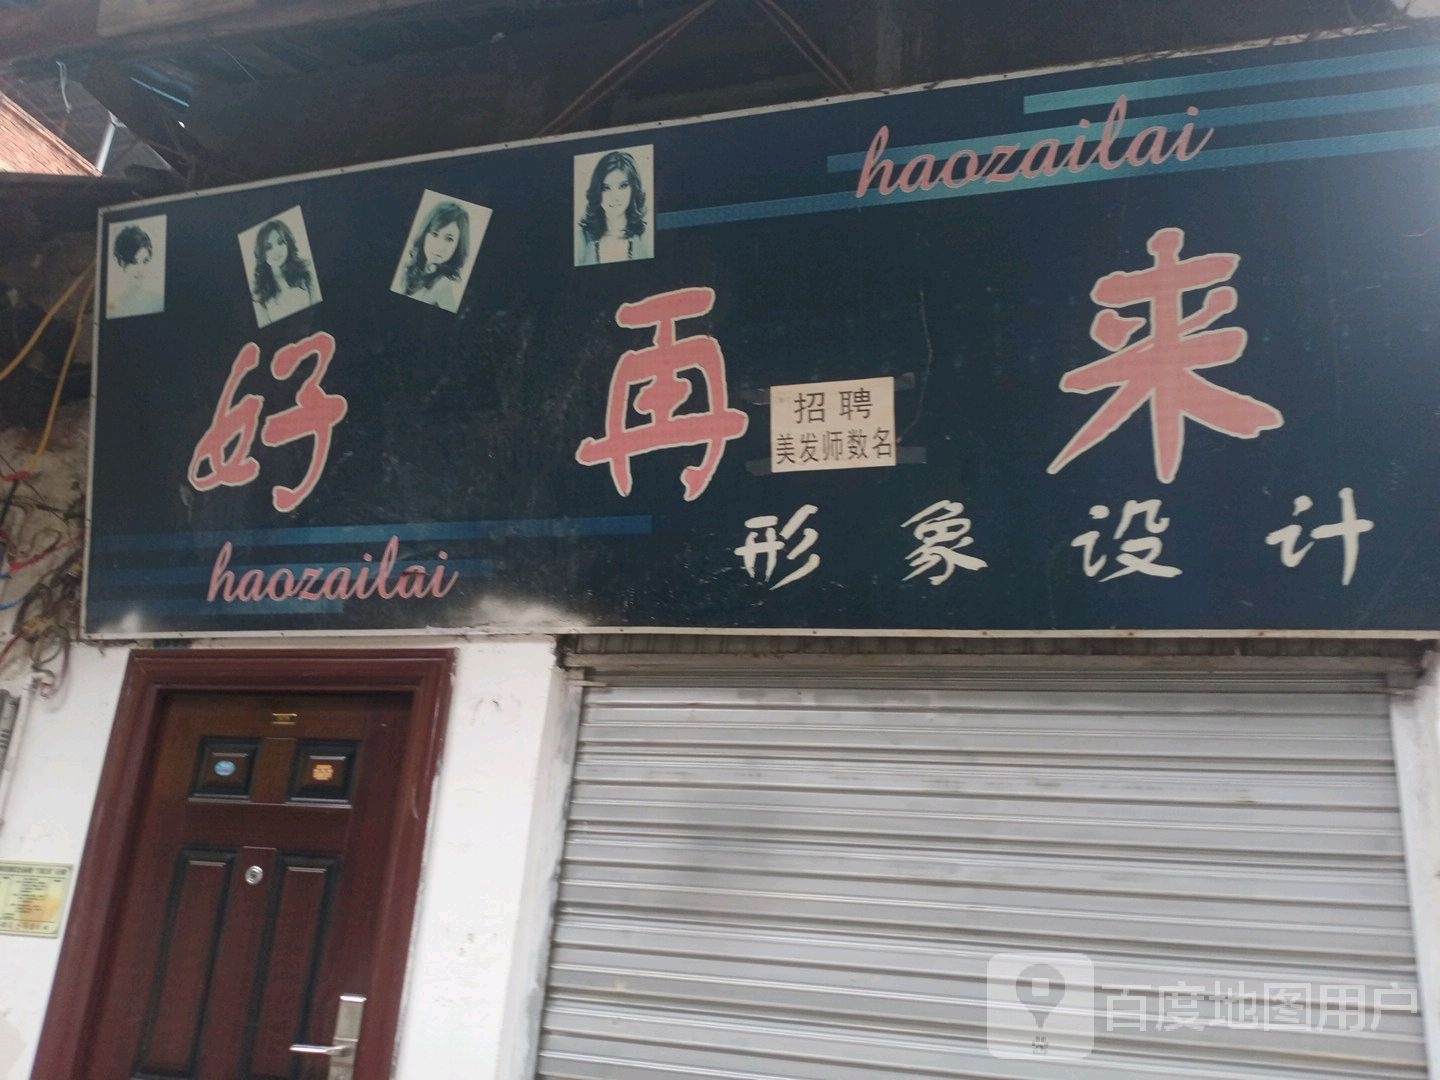 haozailai
好再来
招聘
美发师数名
形象设计
haozailai
百度地图用户